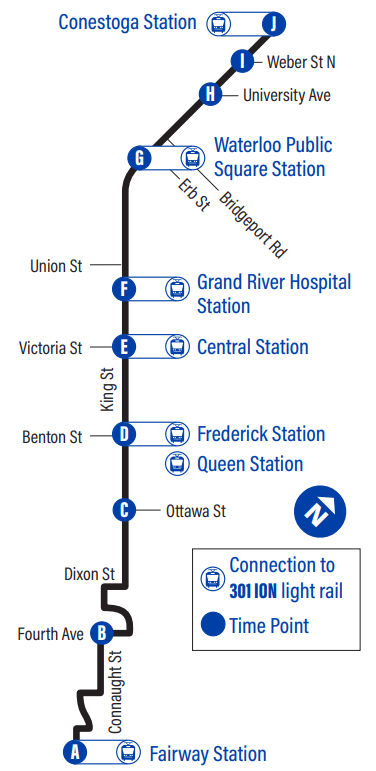 Conestoga Station
J
I
Weber St N
H
University Ave
G
Waterloo Public
Square Station
Erb St
Bridgeport Rd
Union St
F
Grand River Hospital
Station
Victoria St
E
Central Station
King St
Benton St
D
Frederick Station
Queen Station
C
Ottawa St
N
Connection to
301 ION light rail
Time Point
Dixon St
Fourth Ave
B
Connaught St
A
Fairway Station